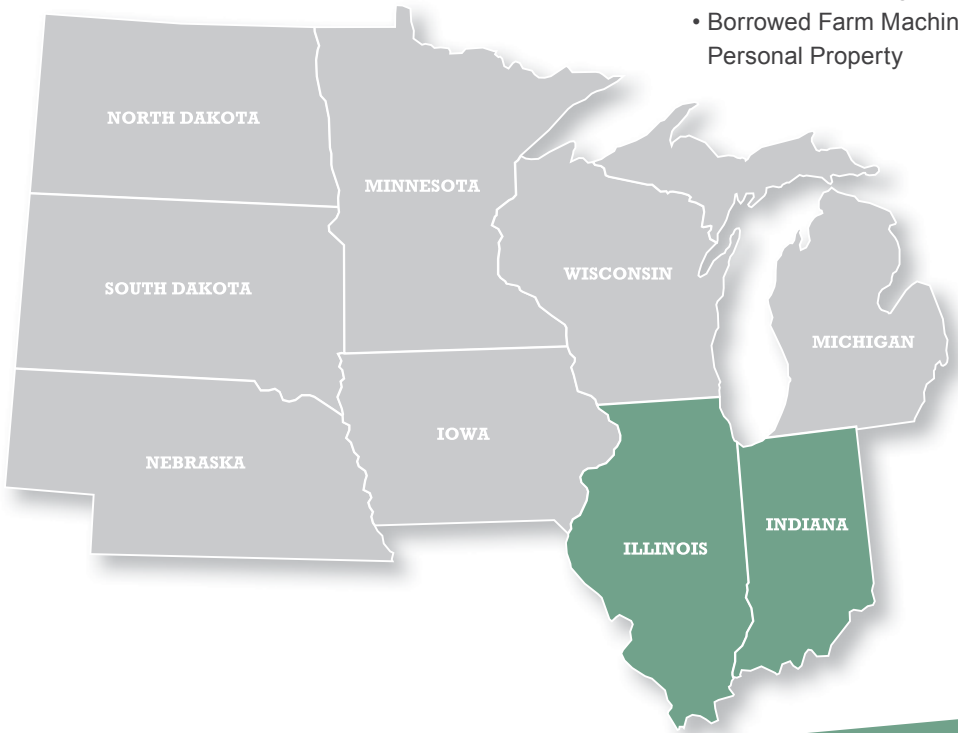 • Borrowed Farm Machin
Personal Property
NORTH DAKOTA
MINNESOTA
SOUTH DAKOTA
WISCONSIN
MICHIGAN
IOWA
NEBRASKA
INDIANA
ILLINOIS